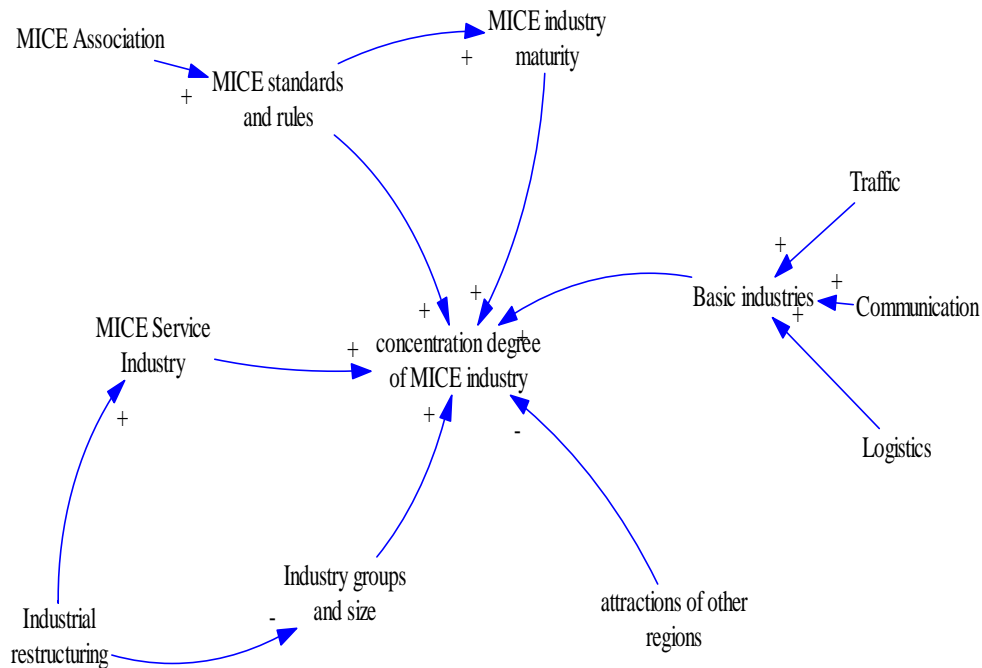 MICE Association
+
MICE standards
and rules
+
MICE industry
maturity
Traffic
+
Basic industries
+
Communication
+
Logistics
MICE Service
Industry
+
+
+
+
+
concentration degree
of MICE industry
+
-
Industry groups
and size
-
Industrial
restructuring
attractions of other
regions